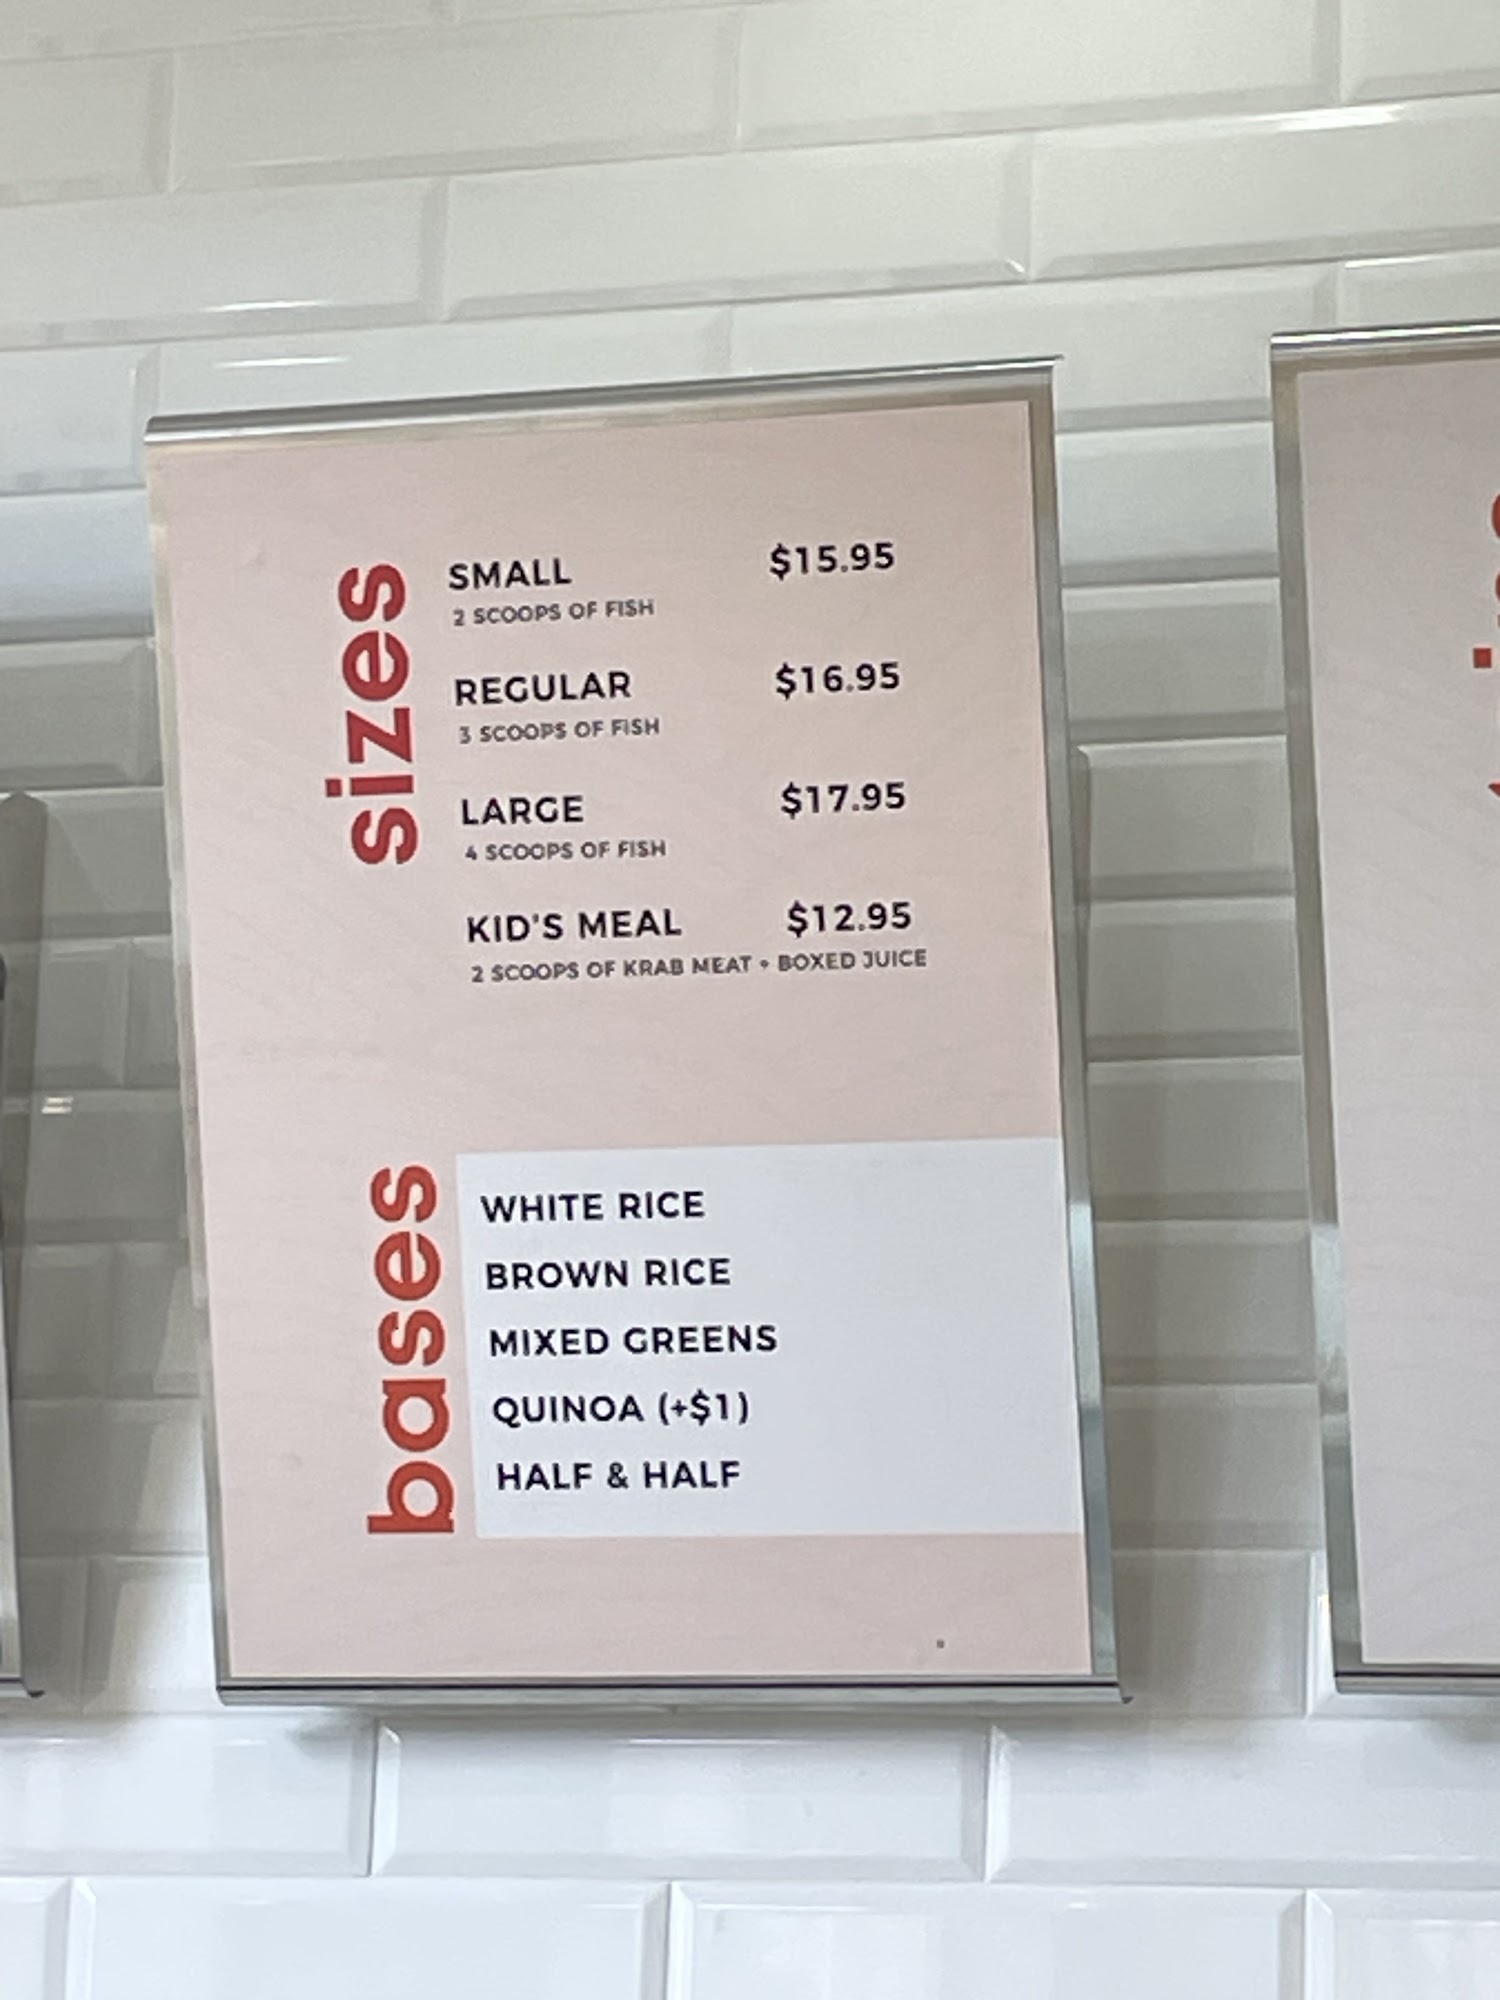 sizes
SMALL $15.95
2 SCOOPS OF FISH
REGULAR $16.95
3 SCOOPS OF FISH
LARGE $17.95
4 SCOOPS OF FISH
KID'S MEAL $12.95
2 SCOOPS OF KRAB MEAT + BOXED JUICE
bases
WHITE RICE
BROWN RICE
MIXED GREENS
QUINOA (+$1)
HALF & HALF